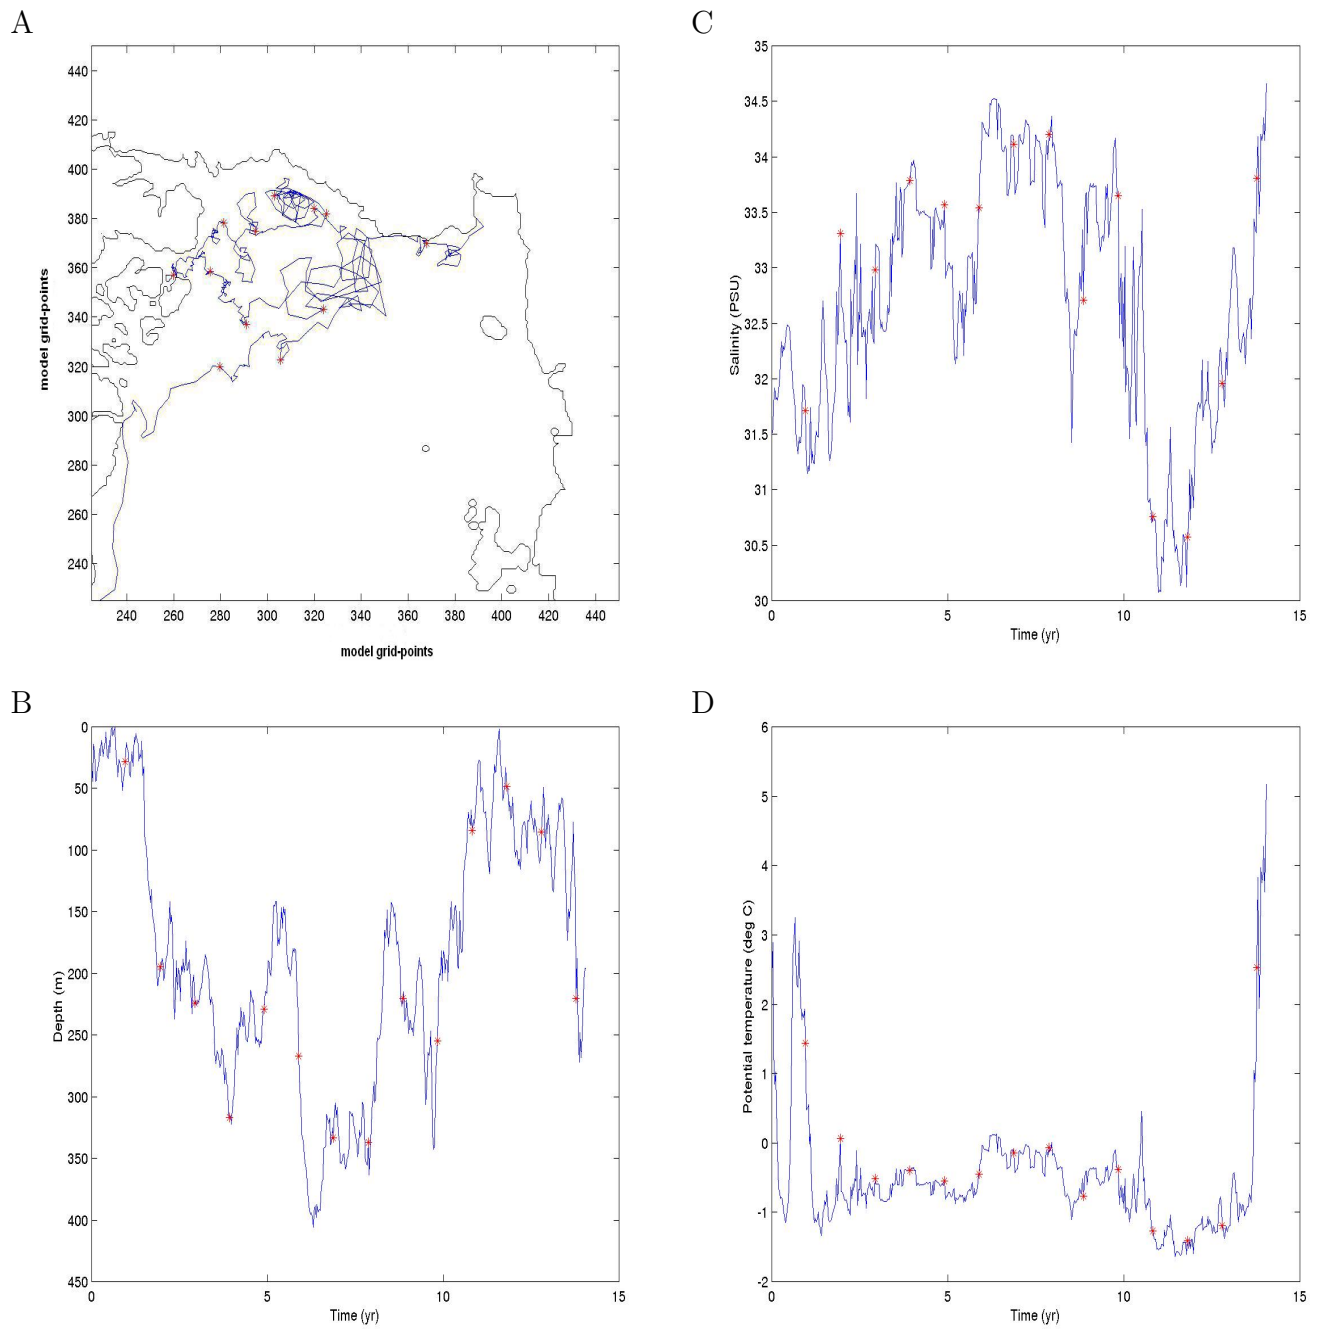 A
440
420
400
380
360
340
320
300
280
260
240
model grid-points
240 260 280 300 320 340 360 380 400 420 440
model grid-points
C
35
34.5
34
33.5
33
32.5
32
31.5
31
30.5
30
Salinity (PSU)
0 5 10 15
Time (yr)
B
0
50
100
150
200
250
300
350
400
450
Depth (m)
0 5 10 15
Time (yr)
D
6
5
4
3
2
1
0
-1
-2
Potential temperature (deg C)
0 5 10 15
Time (yr)